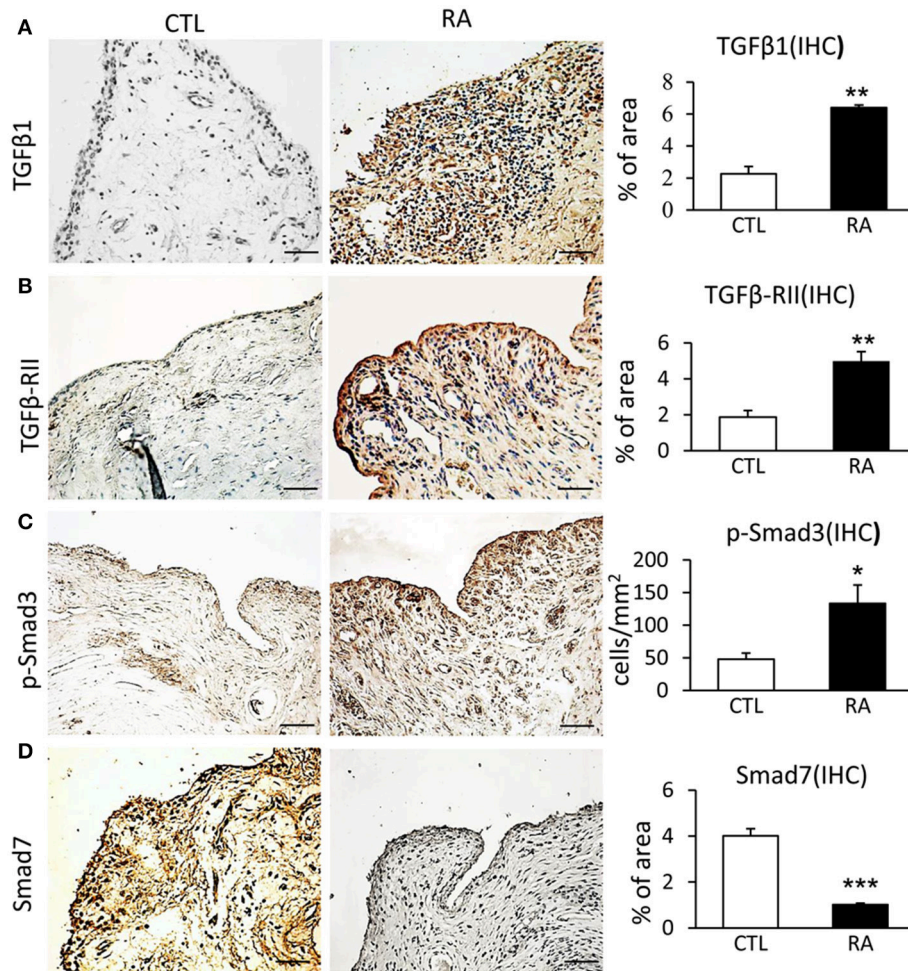 CTL RA
A
TGFβ1
TGFβ1(IHC)
% of area
8
6
4
2
0
**
CTL RA
B
TGFβ-RII
TGFβ-RII(IHC)
% of area
6
4
2
0
**
CTL RA
C
p-Smad3
p-Smad3(IHC)
cells/mm²
200
150
100
50
0
*
CTL RA
D
Smad7
Smad7(IHC)
% of area
6
4
2
0
***
CTL RA